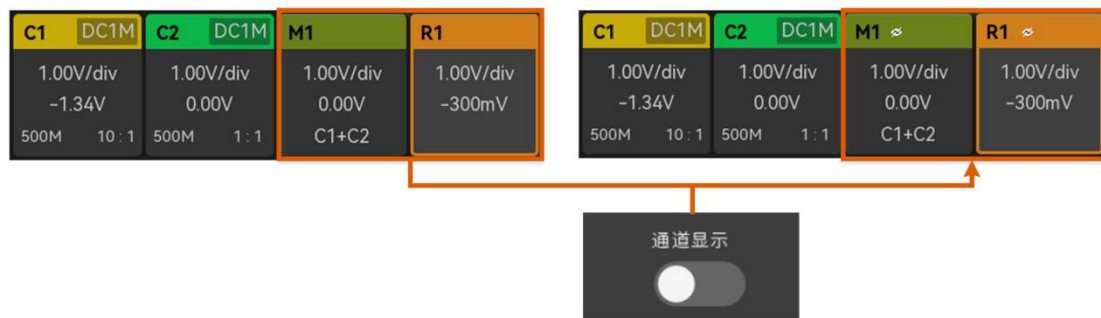 C1 DC1M C2 DC1M M1 R1
1.00V/div 1.00V/div 1.00V/div 1.00V/div
-1.34V 0.00V 0.00V -300mV
500M 10:1 500M 1:1 C1+C2
C1 DC1M C2 DC1M M1 R1
1.00V/div 1.00V/div 1.00V/div 1.00V/div
-1.34V 0.00V 0.00V -300mV
500M 10:1 500M 1:1 C1+C2
通道显示